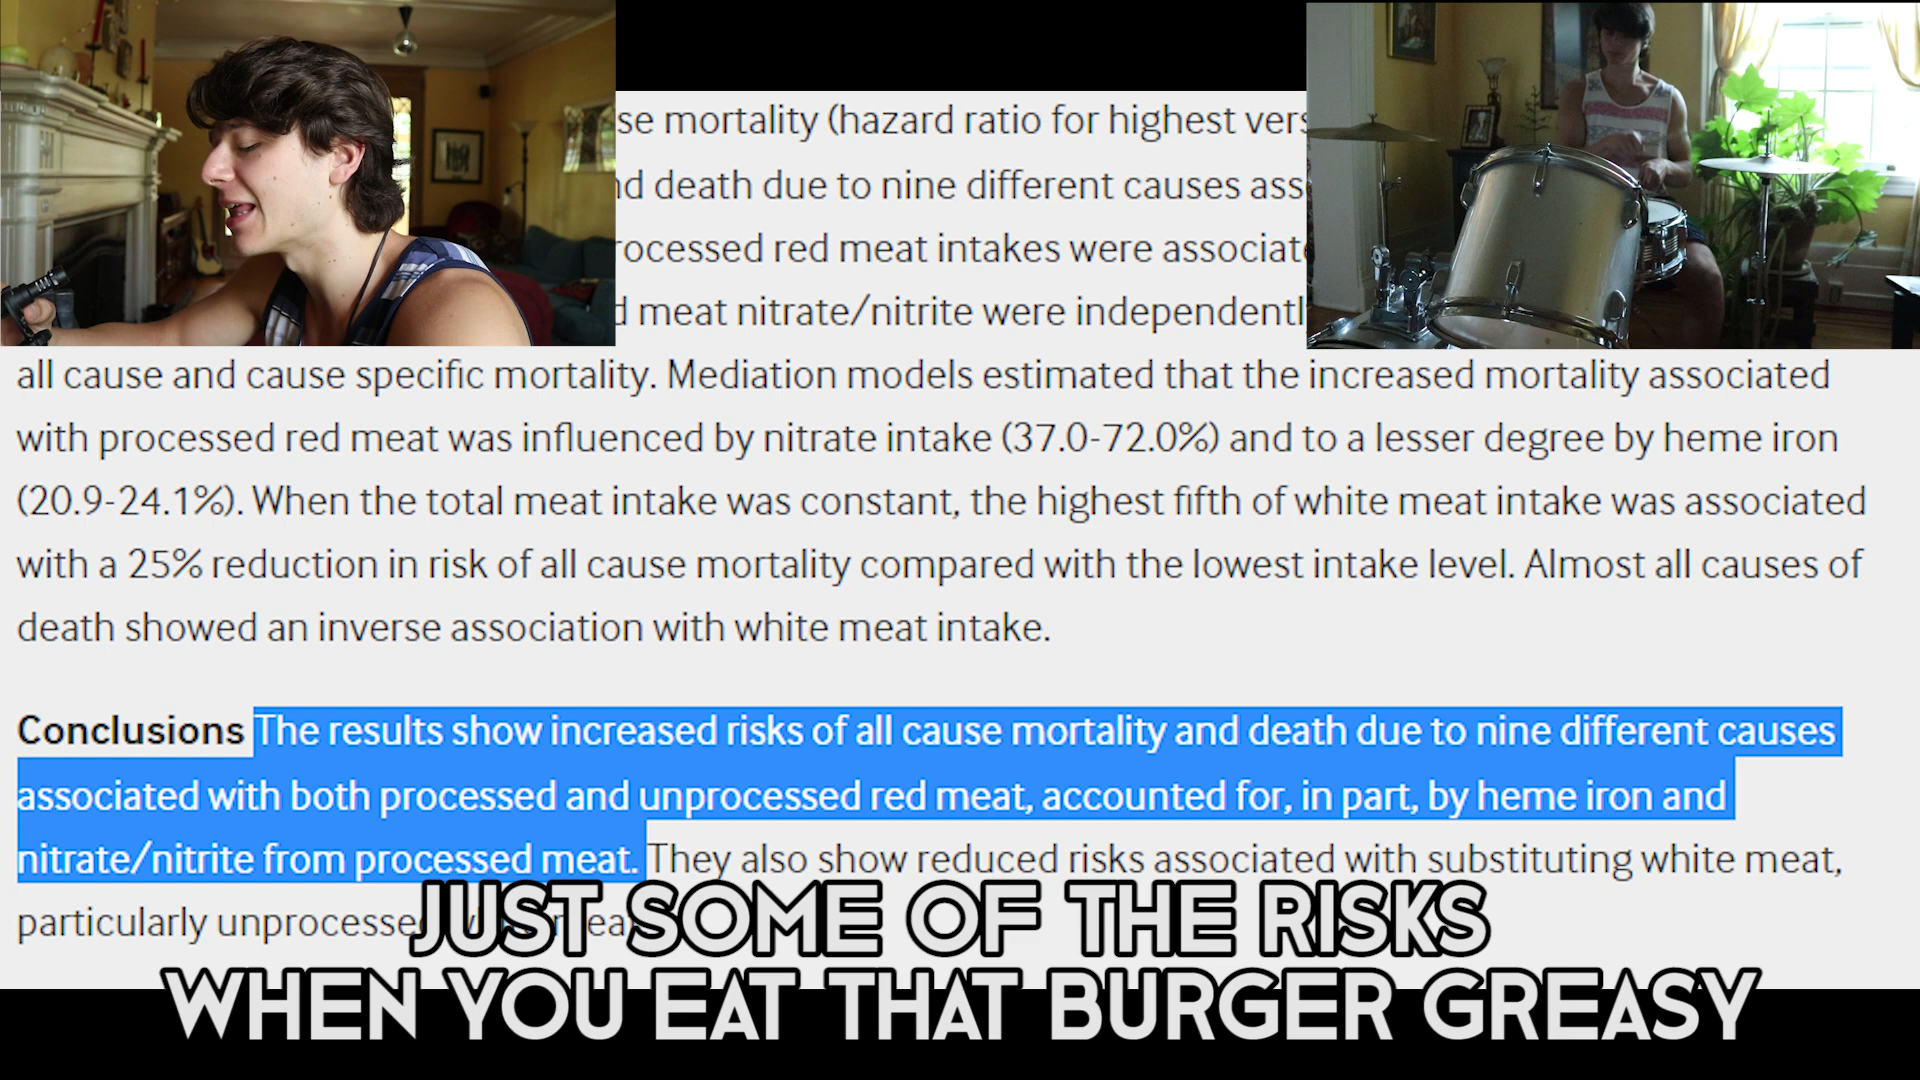 se mortality (hazard ratio for highest vers
d death due to nine different causes ass
rocessed red meat intakes were associate
d meat nitrate/nitrite were independentl
all cause and cause specific mortality. Mediation models estimated that the increased mortality associated
with processed red meat was influenced by nitrate intake (37.0-72.0%) and to a lesser degree by heme iron
(20.9-24.1%). When the total meat intake was constant, the highest fifth of white meat intake was associated
with a 25% reduction in risk of all cause mortality compared with the lowest intake level. Almost all causes of
death showed an inverse association with white meat intake.
Conclusions The results show increased risks of all cause mortality and death due to nine different causes
associated with both processed and unprocessed red meat, accounted for, in part, by heme iron and
nitrate/nitrite from processed meat. They also show reduced risks associated with substituting white meat,
particularly unprocessed
JUST SOME OF THE RISKS
WHEN YOU EAT THAT BURGER GREASY